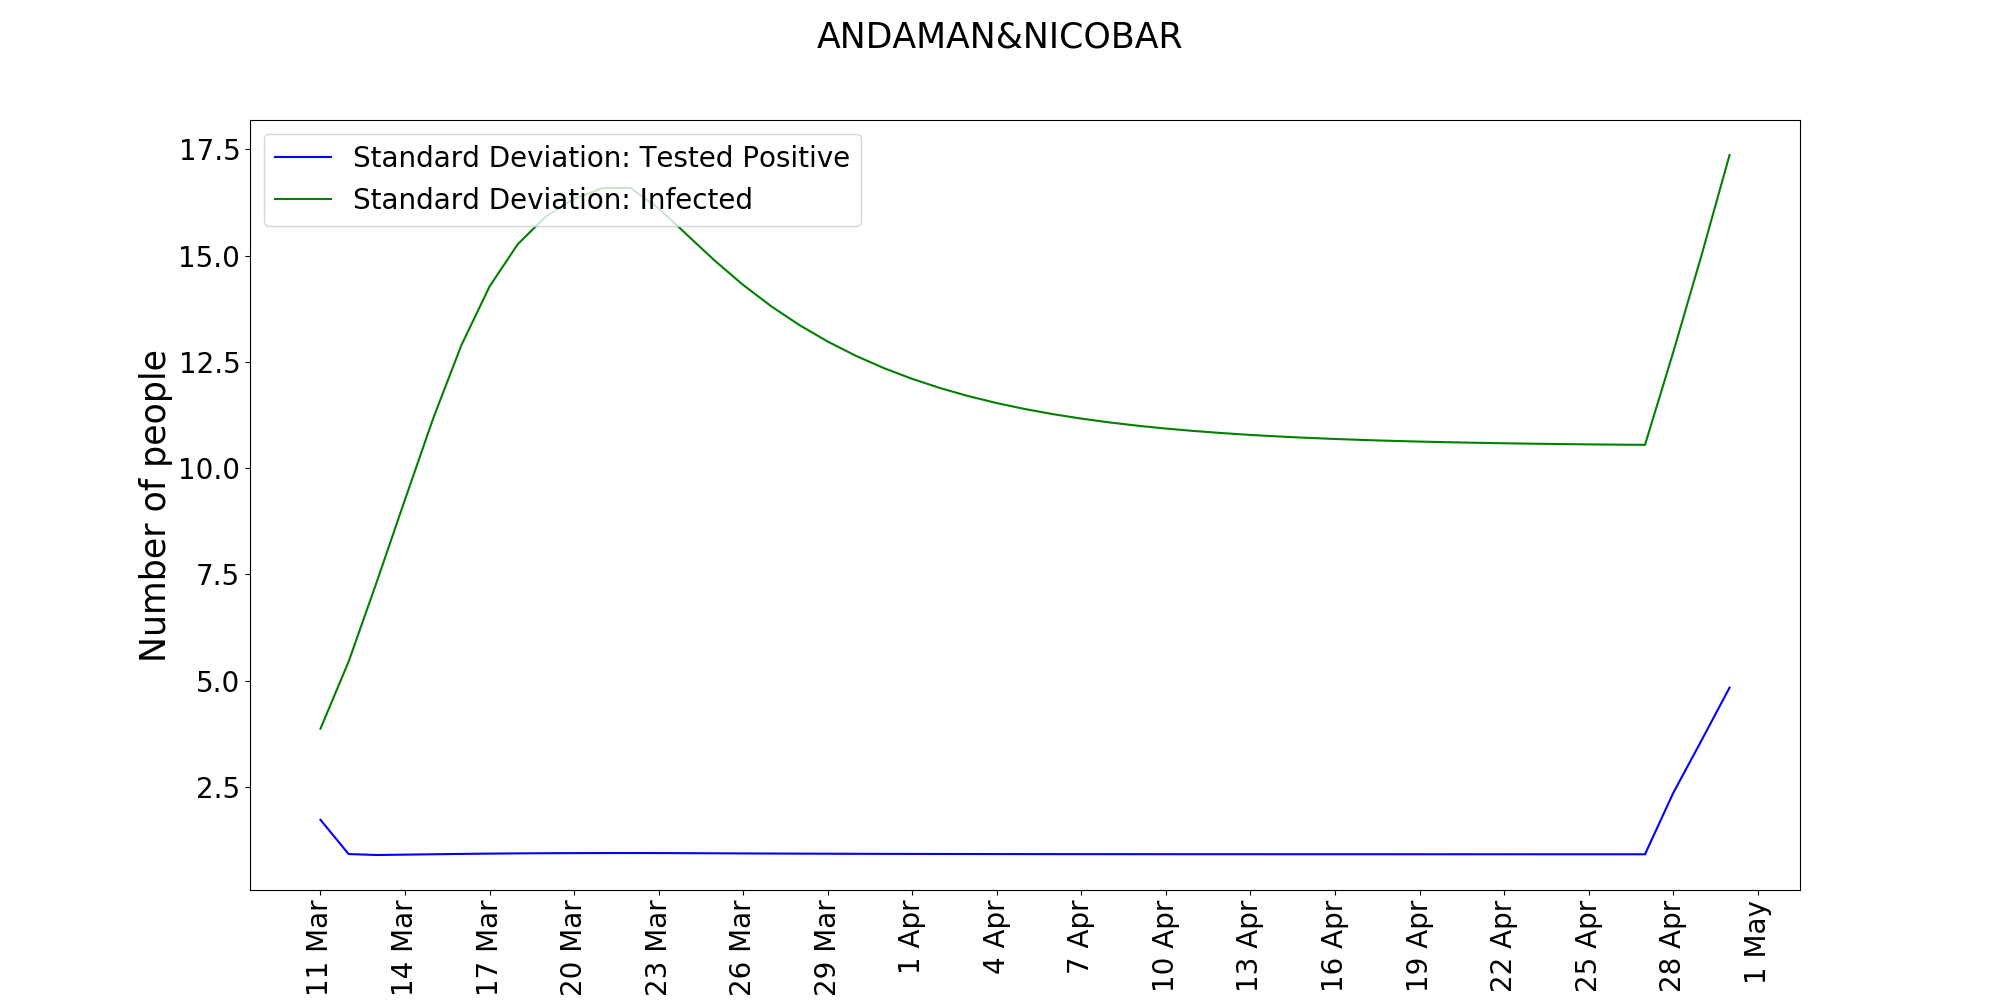 ANDAMAN&NICOBAR
Standard Deviation: Tested Positive
Standard Deviation: Infected
Number of people
17.5
15.0
12.5
10.0
7.5
5.0
2.5
11 Mar
14 Mar
17 Mar
20 Mar
23 Mar
26 Mar
29 Mar
1 Apr
4 Apr
7 Apr
10 Apr
13 Apr
16 Apr
19 Apr
22 Apr
25 Apr
28 Apr
1 May